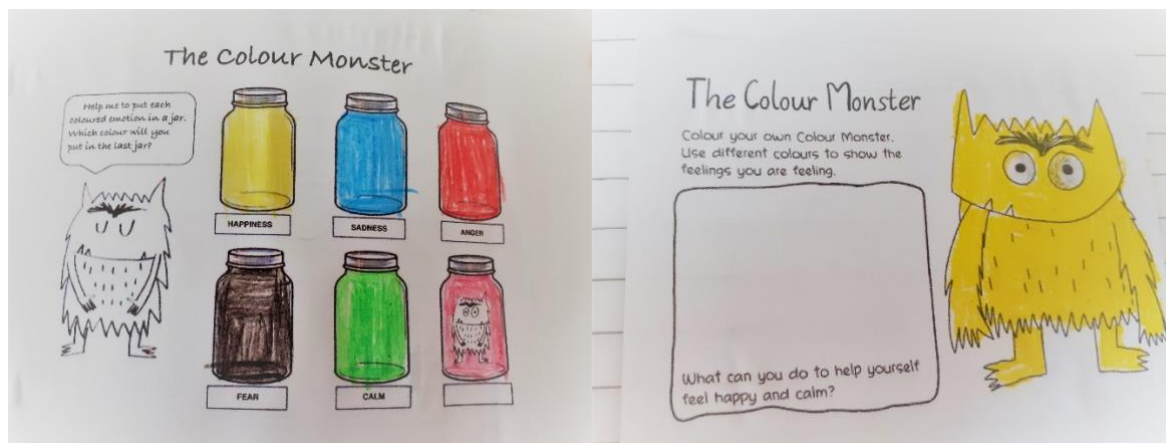 The Colour Monster
Help me to put each
coloured emotion in a jar.
Which colour will you
put in the last jar?
HAPPINESS
SADNESS
ANGER
FEAR
CALM
The Colour Monster
Colour your own Colour Monster.
Use different colours to show the
feelings you are feeling.
What can you do to help yourself
feel happy and calm?